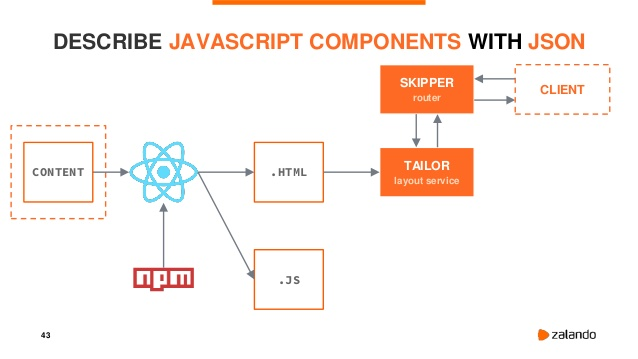 DESCRIBE JAVASCRIPT COMPONENTS WITH JSON
SKIPPER
router
CLIENT
CONTENT
.HTML
TAILOR
layout service
npm
.JS
43
zalando